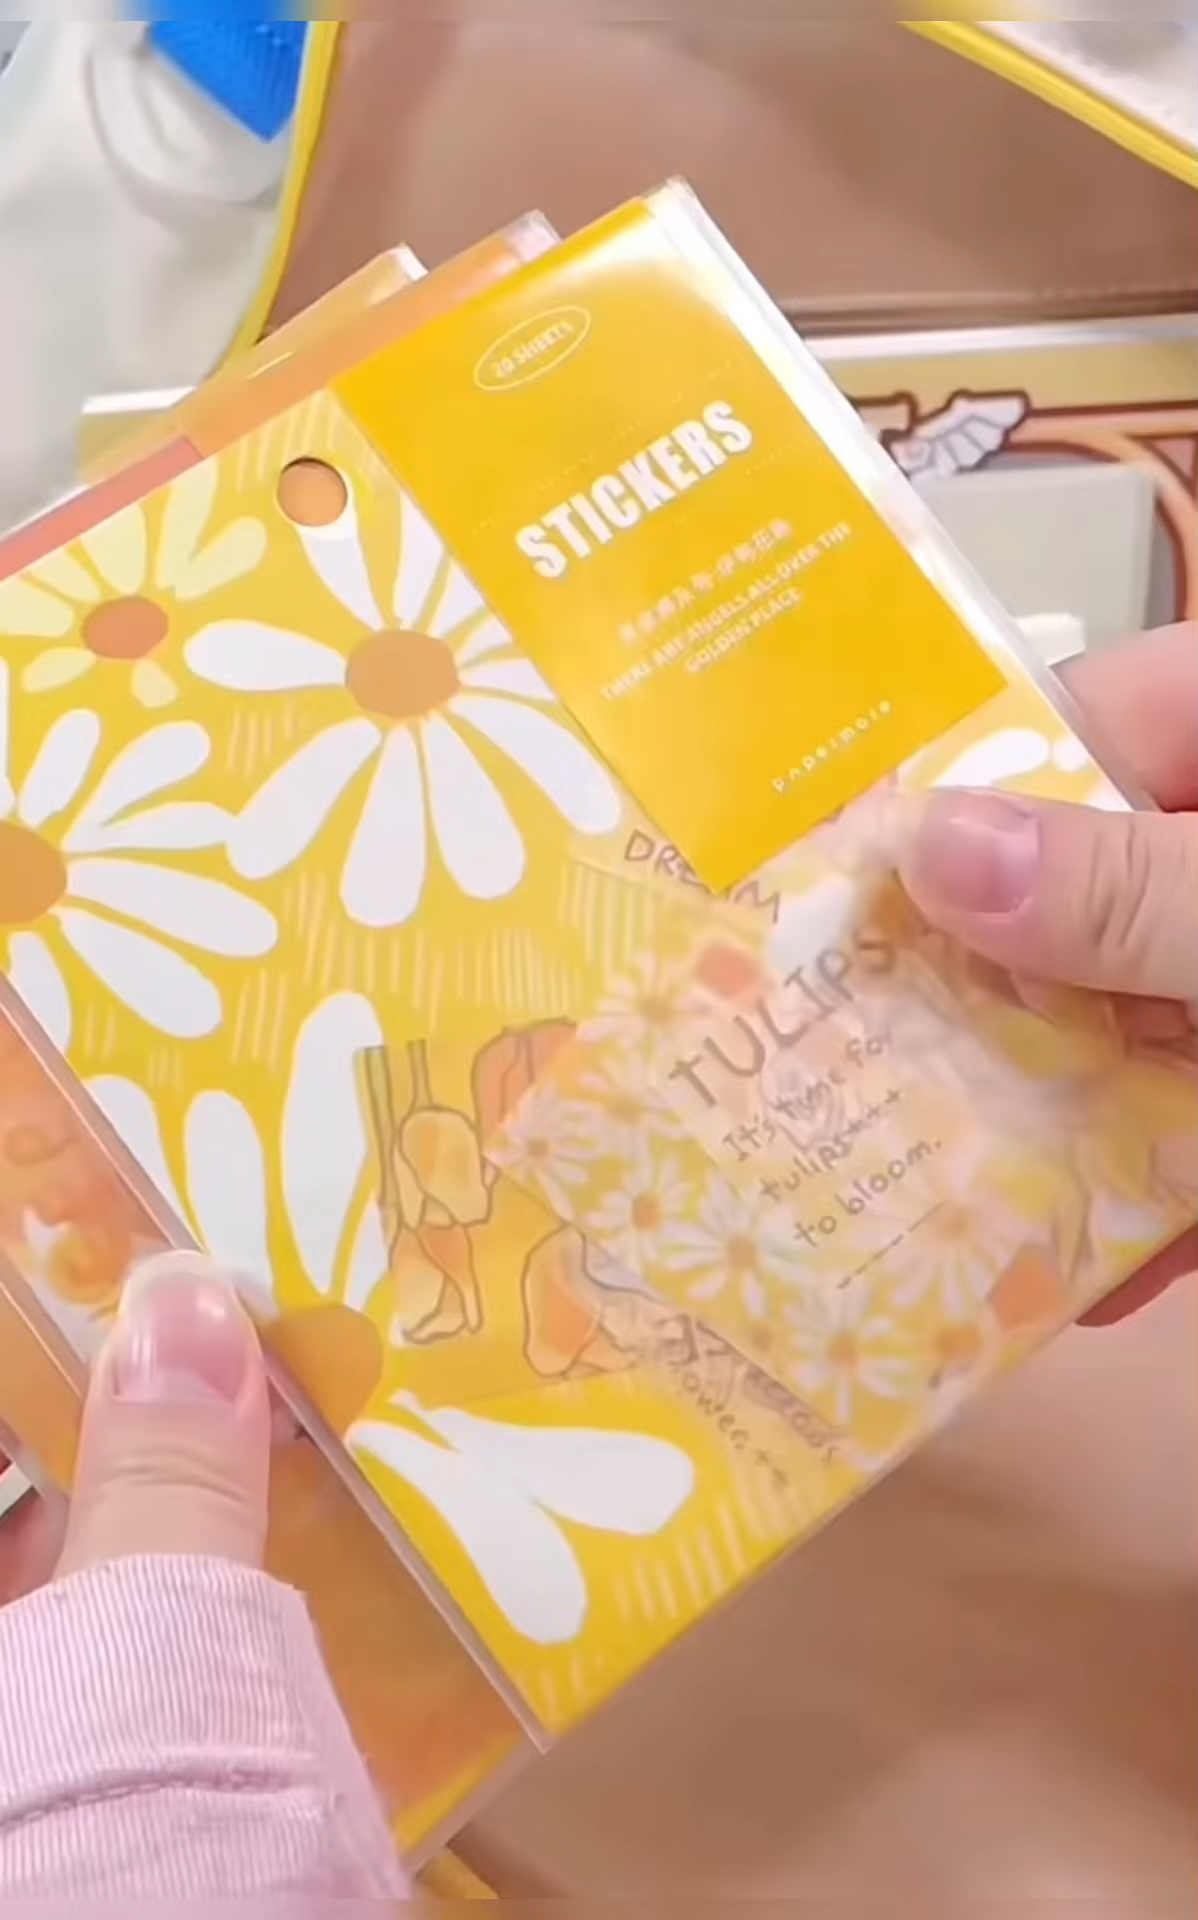 20 SHEETS
STICKERS
THERE ARE ANGELS ALL OVER THE
GOLDEN PLACE
papermore
DREAM
TULIPS
It's time for
tulips++
to bloom.
flower. ++